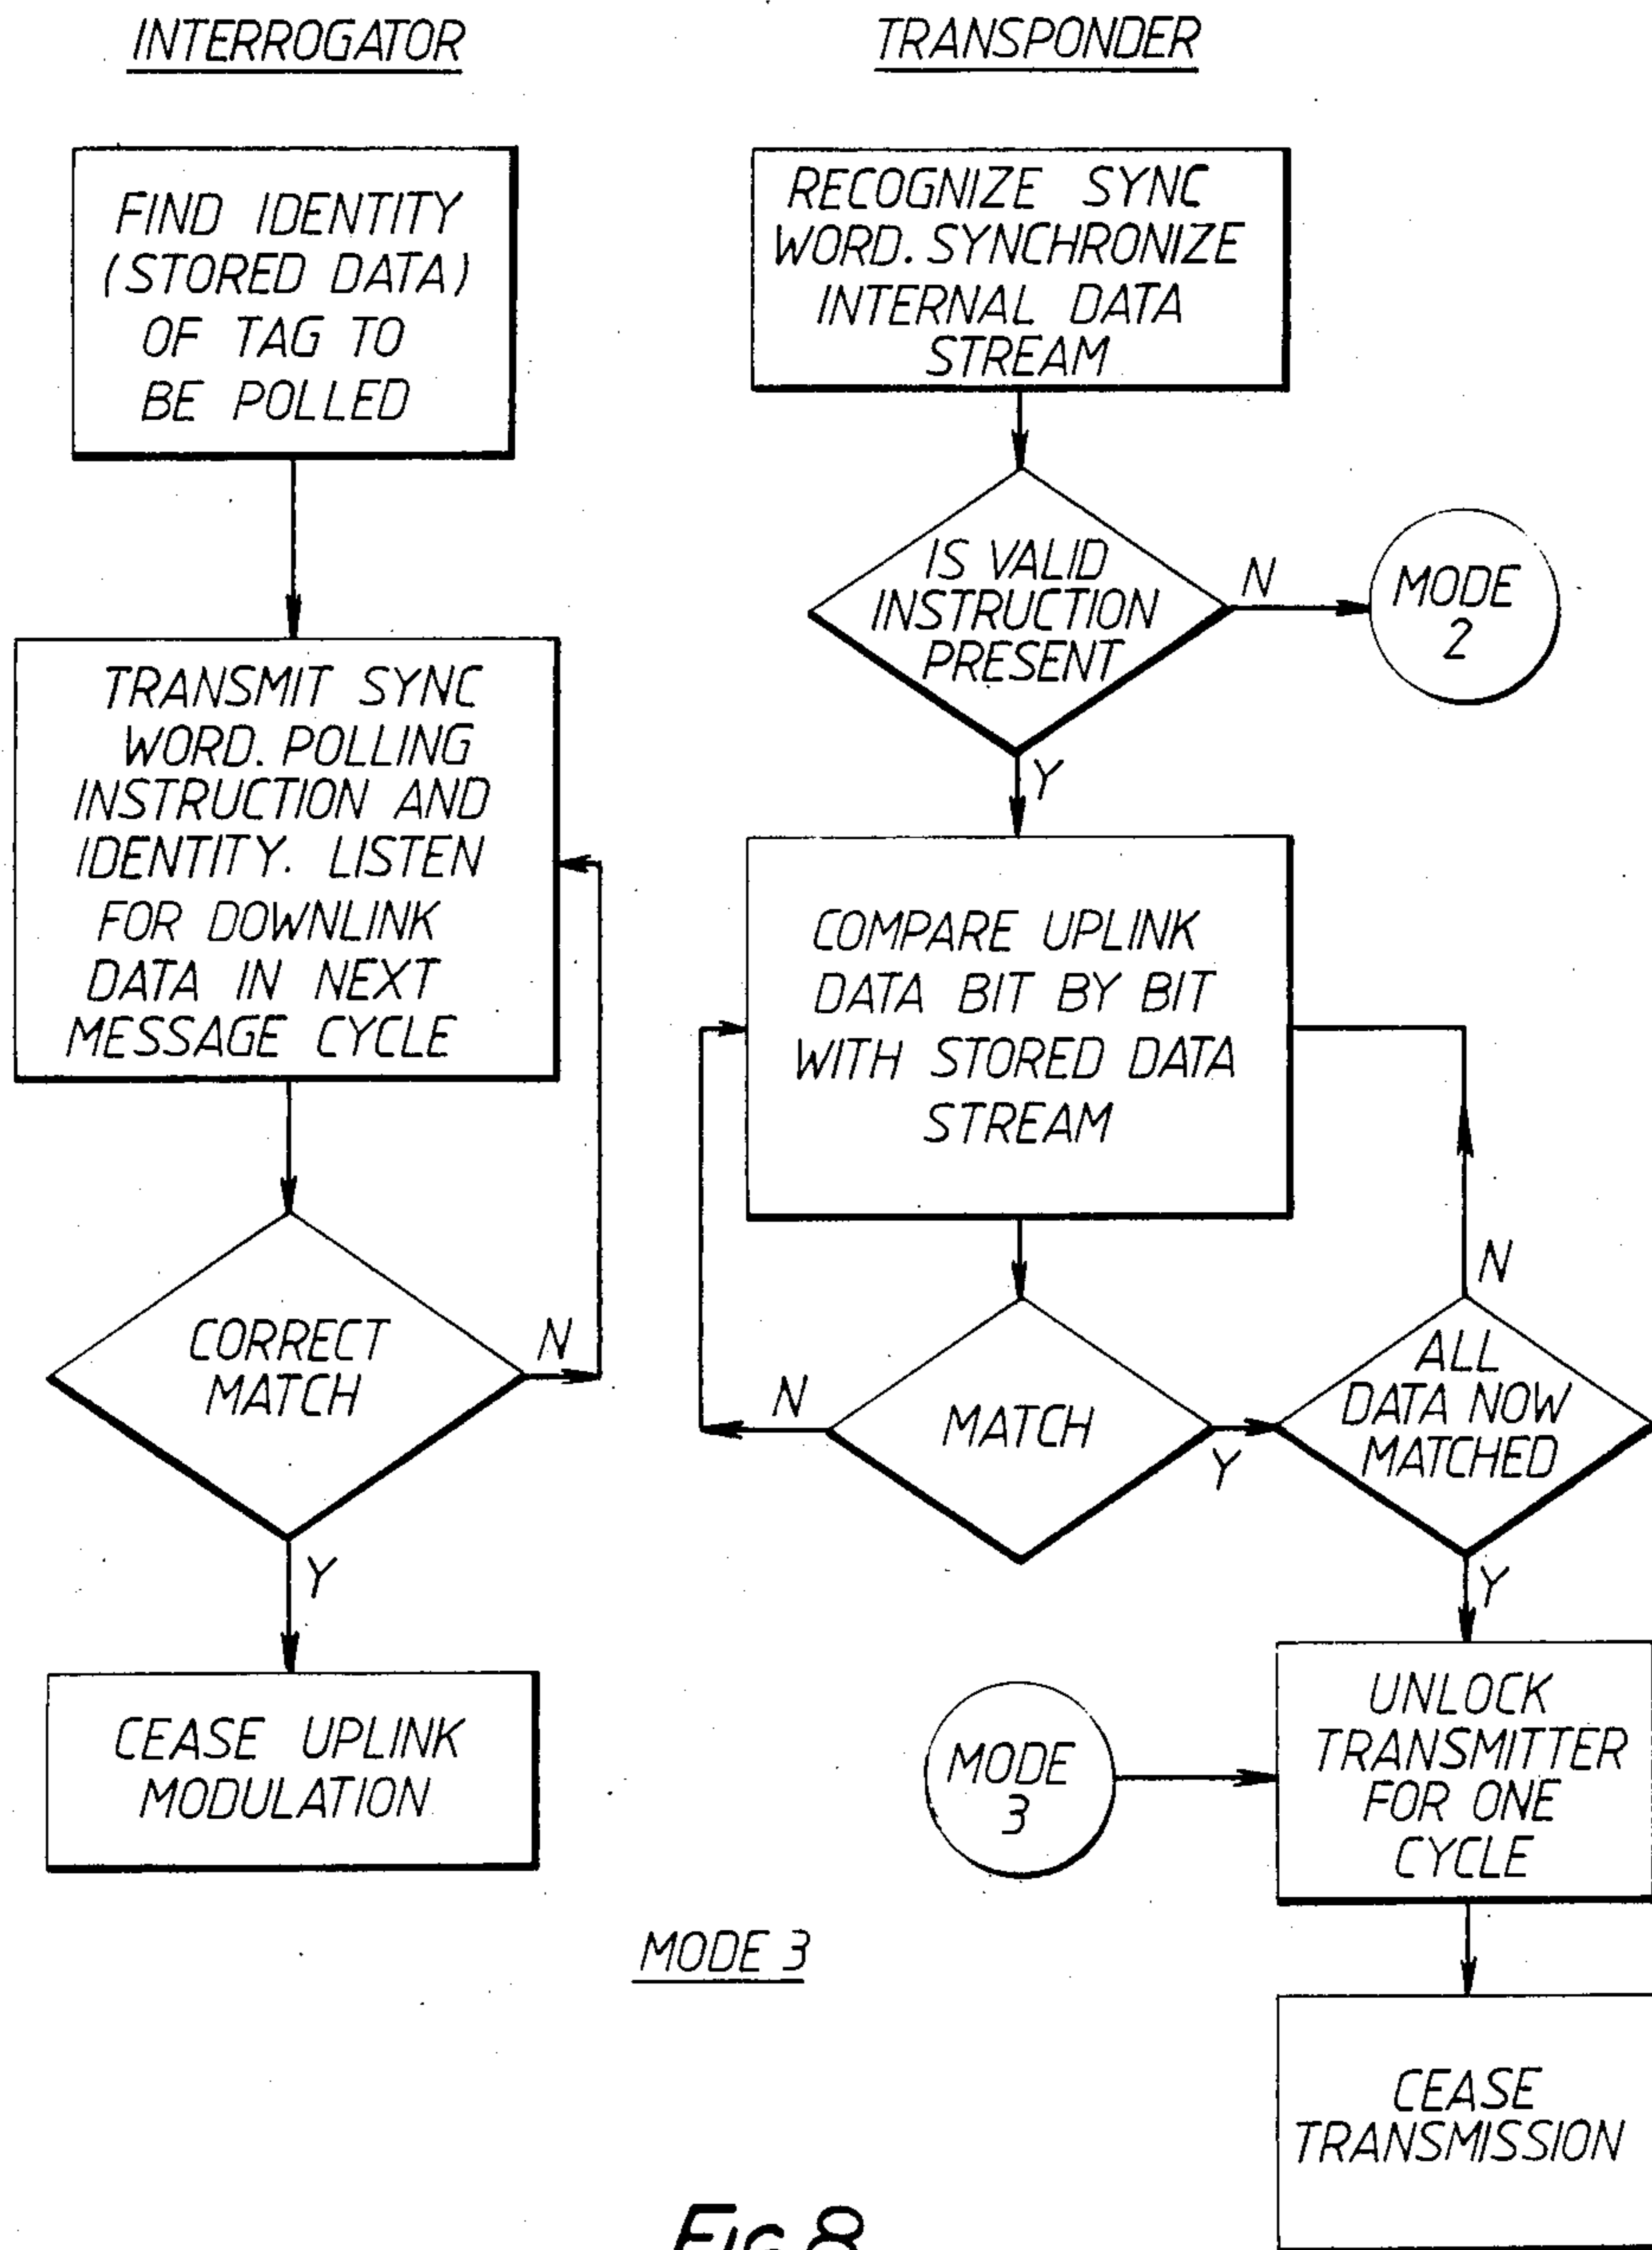 INTERROGATOR
FIND IDENTITY
(STORED DATA)
OF TAG TO
BE POLLED
TRANSMIT SYNC
WORD. POLLING
INSTRUCTION AND
IDENTITY. LISTEN
FOR DOWNLINK
DATA IN NEXT
MESSAGE CYCLE
CORRECT
MATCH
N
Y
CEASE UPLINK
MODULATION
TRANSPONDER
RECOGNIZE SYNC
WORD. SYNCHRONIZE
INTERNAL DATA
STREAM
IS VALID
INSTRUCTION
PRESENT
N
MODE
2
Y
COMPARE UPLINK
DATA BIT BY BIT
WITH STORED DATA
STREAM
MATCH
N
Y
ALL
DATA NOW
MATCHED
N
Y
UNLOCK
TRANSMITTER
FOR ONE
CYCLE
MODE
3
CEASE
TRANSMISSION
MODE 3
FIG.8